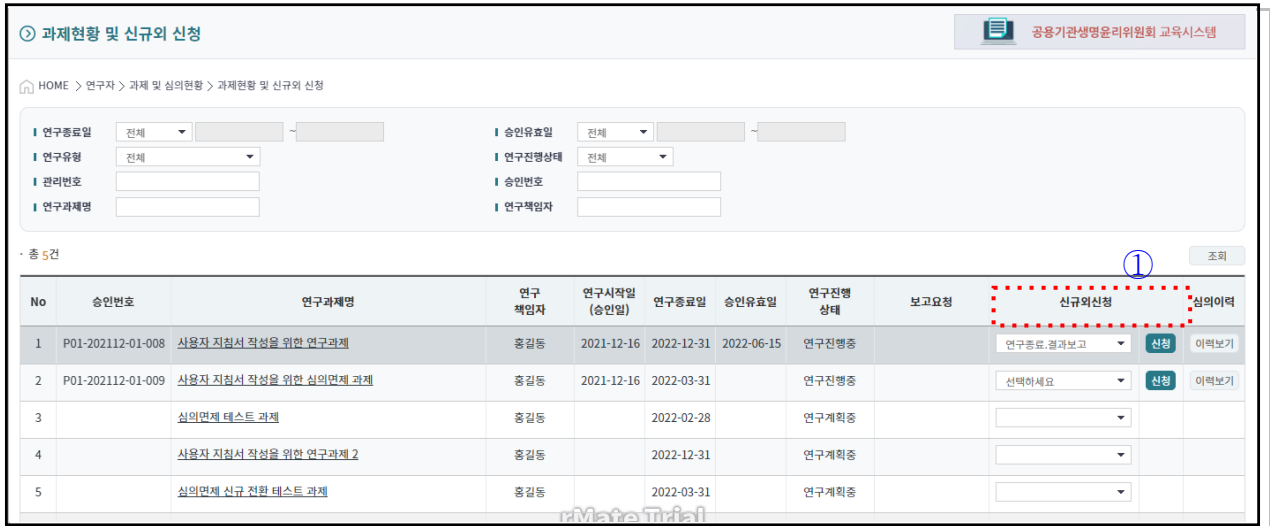 과제현황 및 신규외 신청
공용기관생명윤리위원회 교육시스템
HOME > 연구자 > 과제 및 심의현황 > 과제현황 및 신규외 신청
연구종료일 전체 ~ 승인유효일 전체 ~
연구유형 전체 연구진행상태 전체
관리번호 승인번호
연구과제명 연구책임자
· 총 5건 ① 조회
No 승인번호 연구과제명 연구 책임자 연구시작일 (승인일) 연구종료일 승인유효일 연구진행 상태 보고요청 신규외신청 심의이력
1 P01-202112-01-008 사용자 지침서 작성을 위한 연구과제 홍길동 2021-12-16 2022-12-31 2022-06-15 연구진행중 연구종료.결과보고 신청 이력보기
2 P01-202112-01-009 사용자 지침서 작성을 위한 심의면제 과제 홍길동 2021-12-16 2022-03-31 연구진행중 선택하세요 신청 이력보기
3 심의면제 테스트 과제 홍길동 2022-02-28 연구계획중
4 사용자 지침서 작성을 위한 연구과제 2 홍길동 2022-12-31 연구계획중
5 심의면제 신규 전환 테스트 과제 홍길동 2022-03-31 연구계획중
rMate Trial